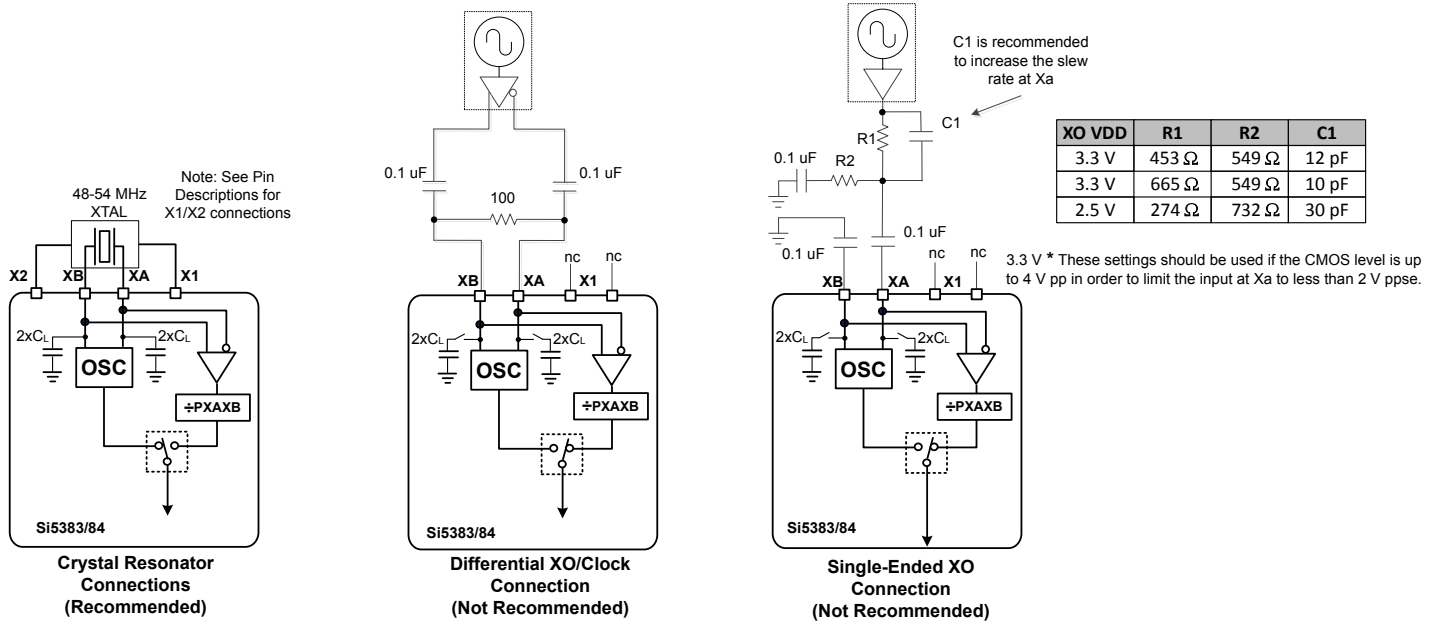 48-54 MHz
XTAL
Note: See Pin
Descriptions for
X1/X2 connections
X2
XB
XA
X1
2xCL
2xCL
OSC
÷PXAXB
Si5383/84
Crystal Resonator
Connections
(Recommended)
0.1 uF
0.1 uF
100
nc
nc
XB
XA
X1
2xCL
2xCL
OSC
÷PXAXB
Si5383/84
Differential XO/Clock
Connection
(Not Recommended)
C1 is recommended
to increase the slew
rate at Xa
R1
C1
0.1 uF
R2
0.1 uF
0.1 uF
nc
nc
XB
XA
X1
2xCL
2xCL
OSC
÷PXAXB
Si5383/84
Single-Ended XO
Connection
(Not Recommended)
XO VDD R1 R2 C1
3.3 V 453 Ω 549 Ω 12 pF
3.3 V 665 Ω 549 Ω 10 pF
2.5 V 274 Ω 732 Ω 30 pF
3.3 V * These settings should be used if the CMOS level is up
to 4 V pp in order to limit the input at Xa to less than 2 V ppse.